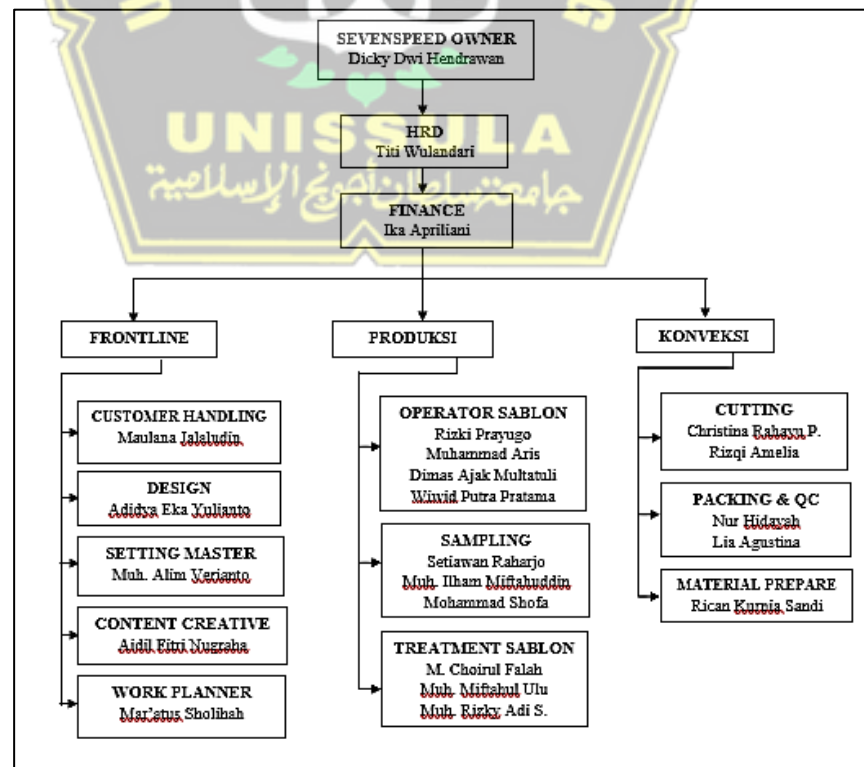 SEVENSPEED OWNER
Dicky Dwi Hendrawan
HRD
Titi Wulandari
UNISSULA
جامعة سلطان أجونج الإسلامية
FINANCE
Ika Apriliani
FRONTLINE
CUSTOMER HANDLING
Maulana Jalaludin
DESIGN
Adidya Eka Yulianto
SETTING MASTER
Muh. Alim Verianto
CONTENT CREATIVE
Aidil Fitri Nugraha
WORK PLANNER
Mar’atus Sholihah
PRODUKSI
OPERATOR SABLON
Rizki Prayugo
Muhammad Aris
Dimas Ajak Multatuli
Wiwid Putra Pratama
SAMPLING
Setiawan Raharjo
Muh. Ilham Miftahuddin
Mohammad Shofa
TREATMENT SABLON
M. Choirul Falah
Muh. Miftahul Ulu
Muh. Rizky Adi S.
KONVEKSI
CUTTING
Christina Rahayu P.
Rizqi Amelia
PACKING & QC
Nur Hidayah
Lia Agustina
MATERIAL PREPARE
Rican Kurnia Sandi